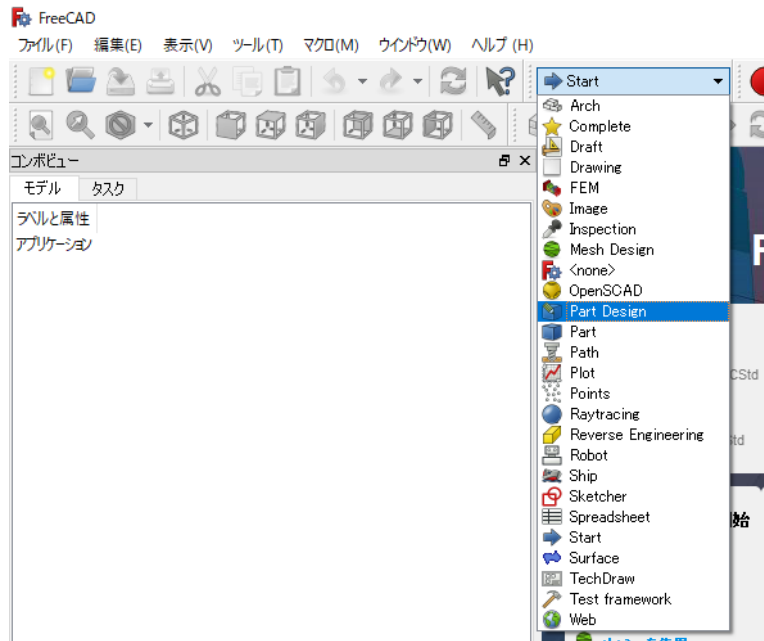 FreeCAD
ファイル(F) 編集(E) 表示(V) ツール(T) マクロ(M) ウインドウ(W) ヘルプ (H)
Start
Arch
Complete
Draft
Drawing
FEM
Image
Inspection
Mesh Design
<none>
OpenSCAD
Part Design
Part
Path
Plot
Points
Raytracing
Reverse Engineering
Robot
Ship
Sketcher
Spreadsheet
Start
Surface
TechDraw
Test framework
Web
コンボビュー
モデル タスク
ラベルと属性
アプリケーション
CStd
td
始